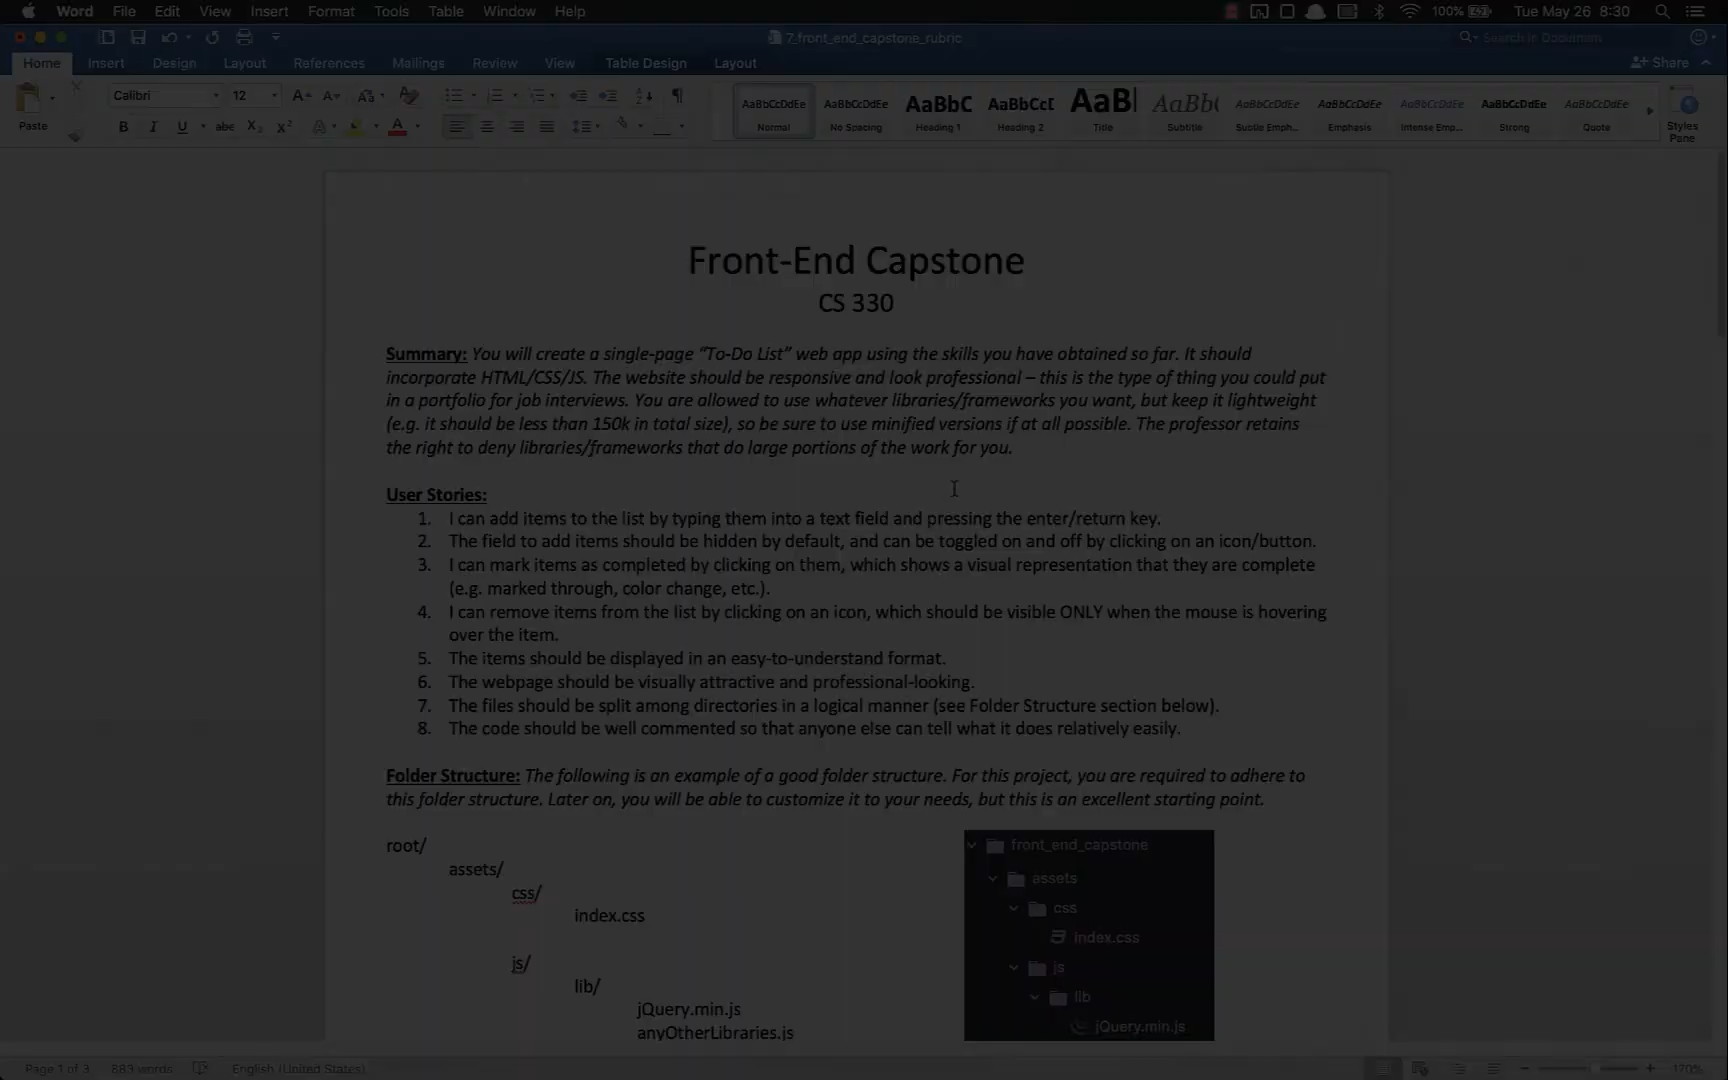 Word File Edit View Insert Format Tools Table Window Help 100% Tue May 26 8:30
7.front_end_capstone_rubric Search in Document
Home Insert Design Layout References Mailings Review View Table Design Layout Share
Paste Calibri 12
AaBbCcDdEe AaBbCcDdEe AaBbC AaBbCcD AaB AaBb( AaBbCcDdEe AaBbCcDdEe AaBbCcDdEe AaBbCcDdEe AaBbCcDdEe
Normal No Spacing Heading 1 Heading 2 Title Subtitle Subtle Emph... Emphasis Intense Emp... Strong Quote Styles Pane
B I U abc X₂ X² A A
Front-End Capstone
CS 330
Summary: You will create a single-page “To-Do List” web app using the skills you have obtained so far. It should
incorporate HTML/CSS/JS. The website should be responsive and look professional – this is the type of thing you could put
in a portfolio for job interviews. You are allowed to use whatever libraries/frameworks you want, but keep it lightweight
(e.g. it should be less than 150k in total size), so be sure to use minified versions if at all possible. The professor retains
the right to deny libraries/frameworks that do large portions of the work for you.
User Stories:
1. I can add items to the list by typing them into a text field and pressing the enter/return key.
2. The field to add items should be hidden by default, and can be toggled on and off by clicking on an icon/button.
3. I can mark items as completed by clicking on them, which shows a visual representation that they are complete
(e.g. marked through, color change, etc.).
4. I can remove items from the list by clicking on an icon, which should be visible ONLY when the mouse is hovering
over the item.
5. The items should be displayed in an easy-to-understand format.
6. The webpage should be visually attractive and professional-looking.
7. The files should be split among directories in a logical manner (see Folder Structure section below).
8. The code should be well commented so that anyone else can tell what it does relatively easily.
Folder Structure: The following is an example of a good folder structure. For this project, you are required to adhere to
this folder structure. Later on, you will be able to customize it to your needs, but this is an excellent starting point.
root/
assets/
css/
index.css
js/
lib/
jQuery.min.js
anyOtherLibraries.js
front_end_capstone
assets
css
index.css
js
lib
jQuery.min.js
Page 1 of 3 883 words English (United States) 170%